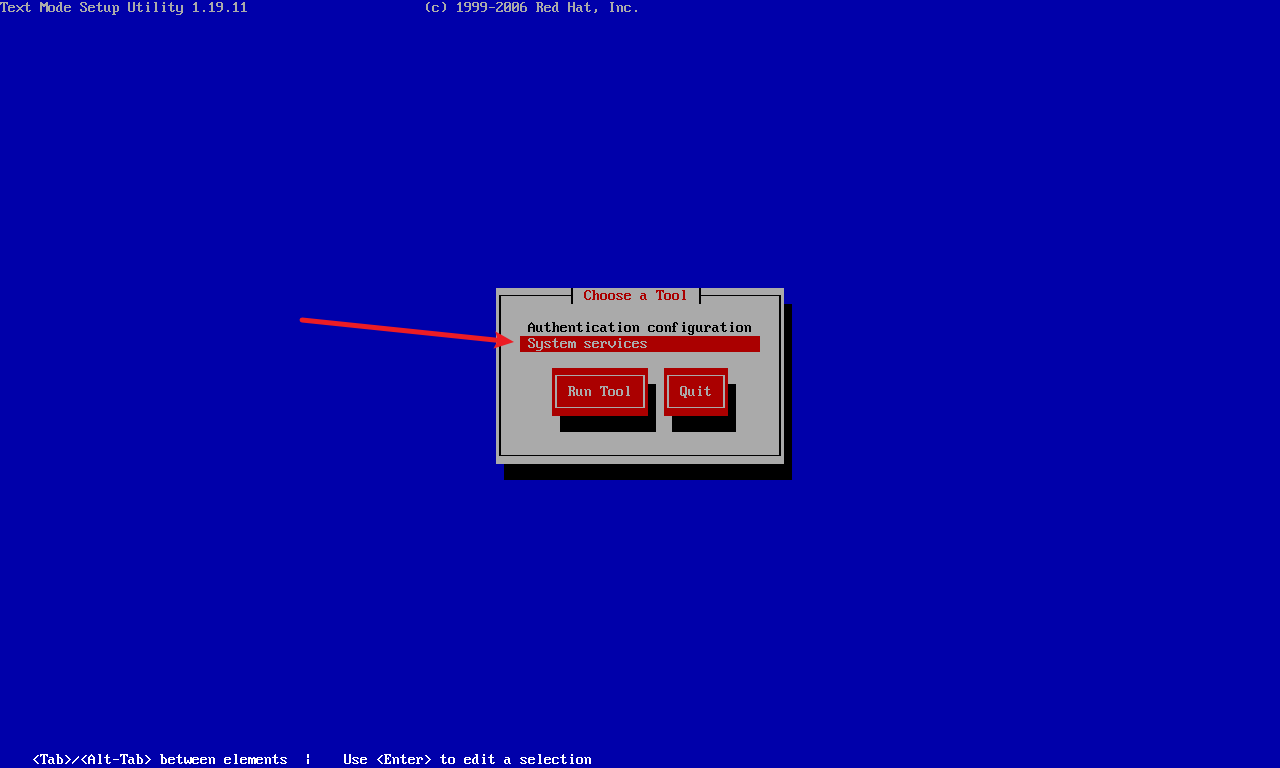 Text Mode Setup Utility 1.19.11 (c) 1999-2006 Red Hat, Inc.
Choose a Tool
Authentication configuration
System services
Run Tool Quit
<Tab>/<Alt-Tab> between elements | Use <Enter> to edit a selection